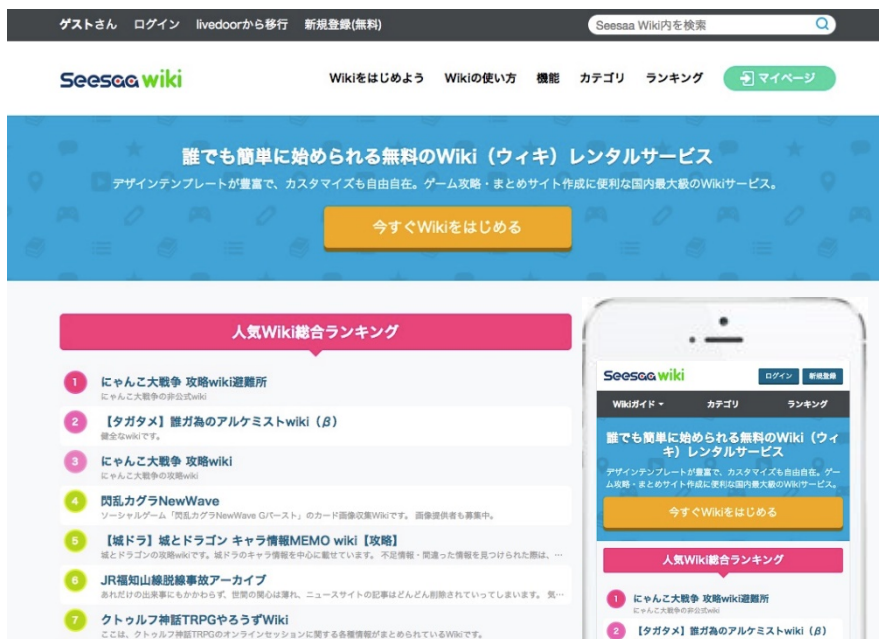 ゲストさん ログイン livedoorから移行 新規登録(無料) Seesaa Wiki内を検索
Seesaa wiki Wikiをはじめよう Wikiの使い方 機能 カテゴリ ランキング マイページ
誰でも簡単に始められる無料のWiki（ウィキ）レンタルサービス
デザインテンプレートが豊富で、カスタマイズも自由自在。ゲーム攻略・まとめサイト作成に便利な国内最大級のWikiサービス。
今すぐWikiをはじめる
人気Wiki総合ランキング
1 にゃんこ大戦争 攻略wiki避難所
にゃんこ大戦争の非公式wiki
2 【タガタメ】誰ガ為のアルケミストwiki（β）
健全なwikiです。
3 にゃんこ大戦争 攻略wiki
にゃんこ大戦争の攻略wiki
4 閃乱カグラNewWave
ソーシャルゲーム「閃乱カグラNewWave Gバースト」のカード画像収集Wikiです。 画像提供者も募集中。
5 【城ドラ】城とドラゴン キャラ情報MEMO wiki【攻略】
城とドラゴンの攻略wikiです。城ドラのキャラ情報を中心に載せています。 不足情報・間違った情報を見つけられた際は、…
6 JR福知山線脱線事故アーカイブ
あれだけの出来事にもかかわらず、世間の関心は薄れ、ニュースサイトの記事はどんどん削除されていってしまいます。 気…
7 クトゥルフ神話TRPGやろうずWiki
ここは、クトゥルフ神話TRPGのオンラインセッションに関する各種情報がまとめられているWikiです。
Seesaa wiki ログイン 新規登録
Wikiガイド カテゴリ ランキング
誰でも簡単に始められる無料のWiki（ウィ
キ）レンタルサービス
デザインテンプレートが豊富で、カスタマイズも自由自在。ゲー
ム攻略・まとめサイト作成に便利な国内最大級のWikiサービス。
今すぐWikiをはじめる
人気Wiki総合ランキング
1 にゃんこ大戦争 攻略wiki避難所
にゃんこ大戦争の非公式wiki
2 【タガタメ】誰ガ為のアルケミストwiki（β）